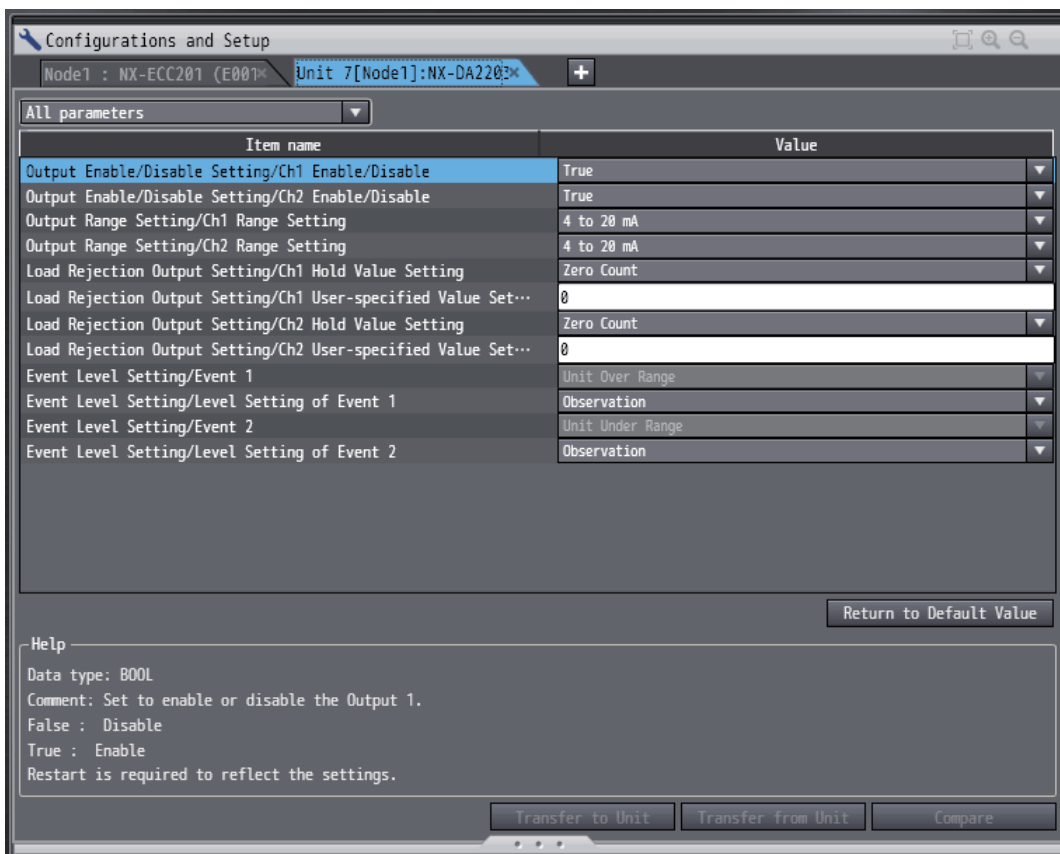 Configurations and Setup
Node1 : NX-ECC201 (E001 Unit 7[Node1]:NX-DA2203
All parameters
Item name Value
Output Enable/Disable Setting/Ch1 Enable/Disable True
Output Enable/Disable Setting/Ch2 Enable/Disable True
Output Range Setting/Ch1 Range Setting 4 to 20 mA
Output Range Setting/Ch2 Range Setting 4 to 20 mA
Load Rejection Output Setting/Ch1 Hold Value Setting Zero Count
Load Rejection Output Setting/Ch1 User-specified Value Set… 0
Load Rejection Output Setting/Ch2 Hold Value Setting Zero Count
Load Rejection Output Setting/Ch2 User-specified Value Set… 0
Event Level Setting/Event 1 Unit Over Range
Event Level Setting/Level Setting of Event 1 Observation
Event Level Setting/Event 2 Unit Under Range
Event Level Setting/Level Setting of Event 2 Observation
Return to Default Value
Help
Data type: BOOL
Comment: Set to enable or disable the Output 1.
False : Disable
True : Enable
Restart is required to reflect the settings.
Transfer to Unit Transfer from Unit Compare